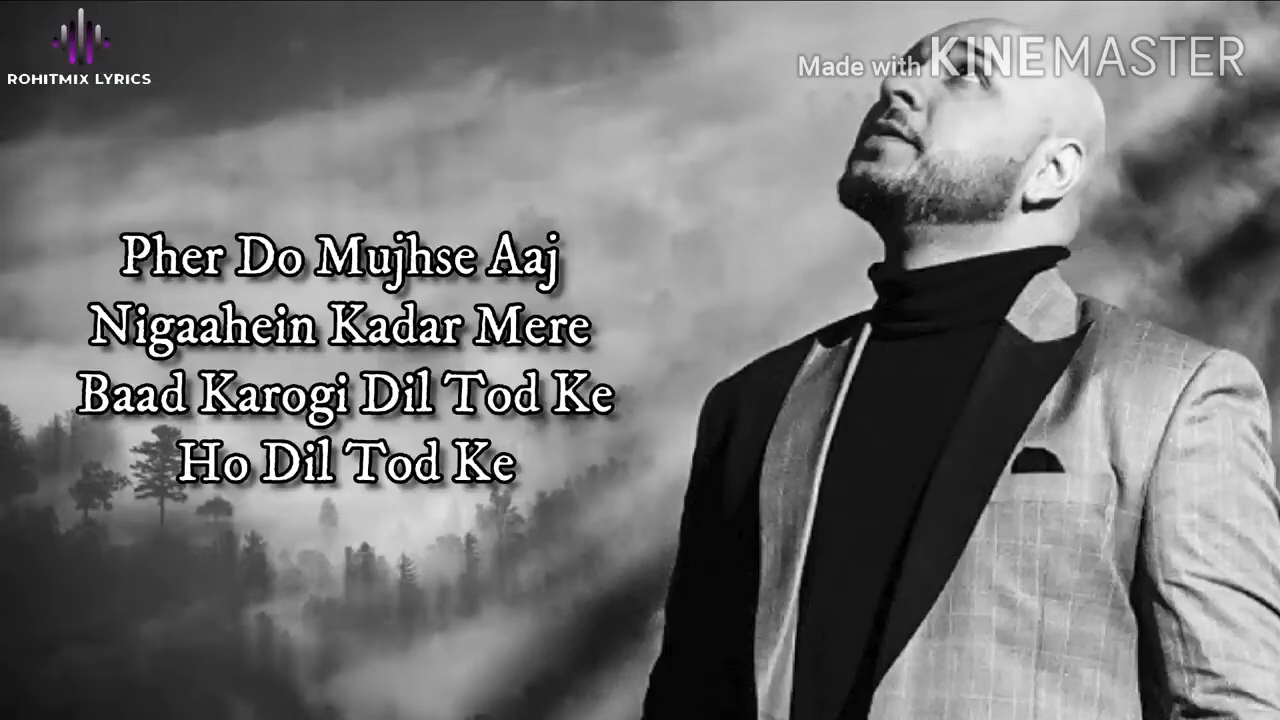 ROHITMIX LYRICS
Made with KINEMASTER
Pher Do Mujhse Aaj
Nigaahein Kadar Mere
Baad Karogi Dil Tod Ke
Ho Dil Tod Ke